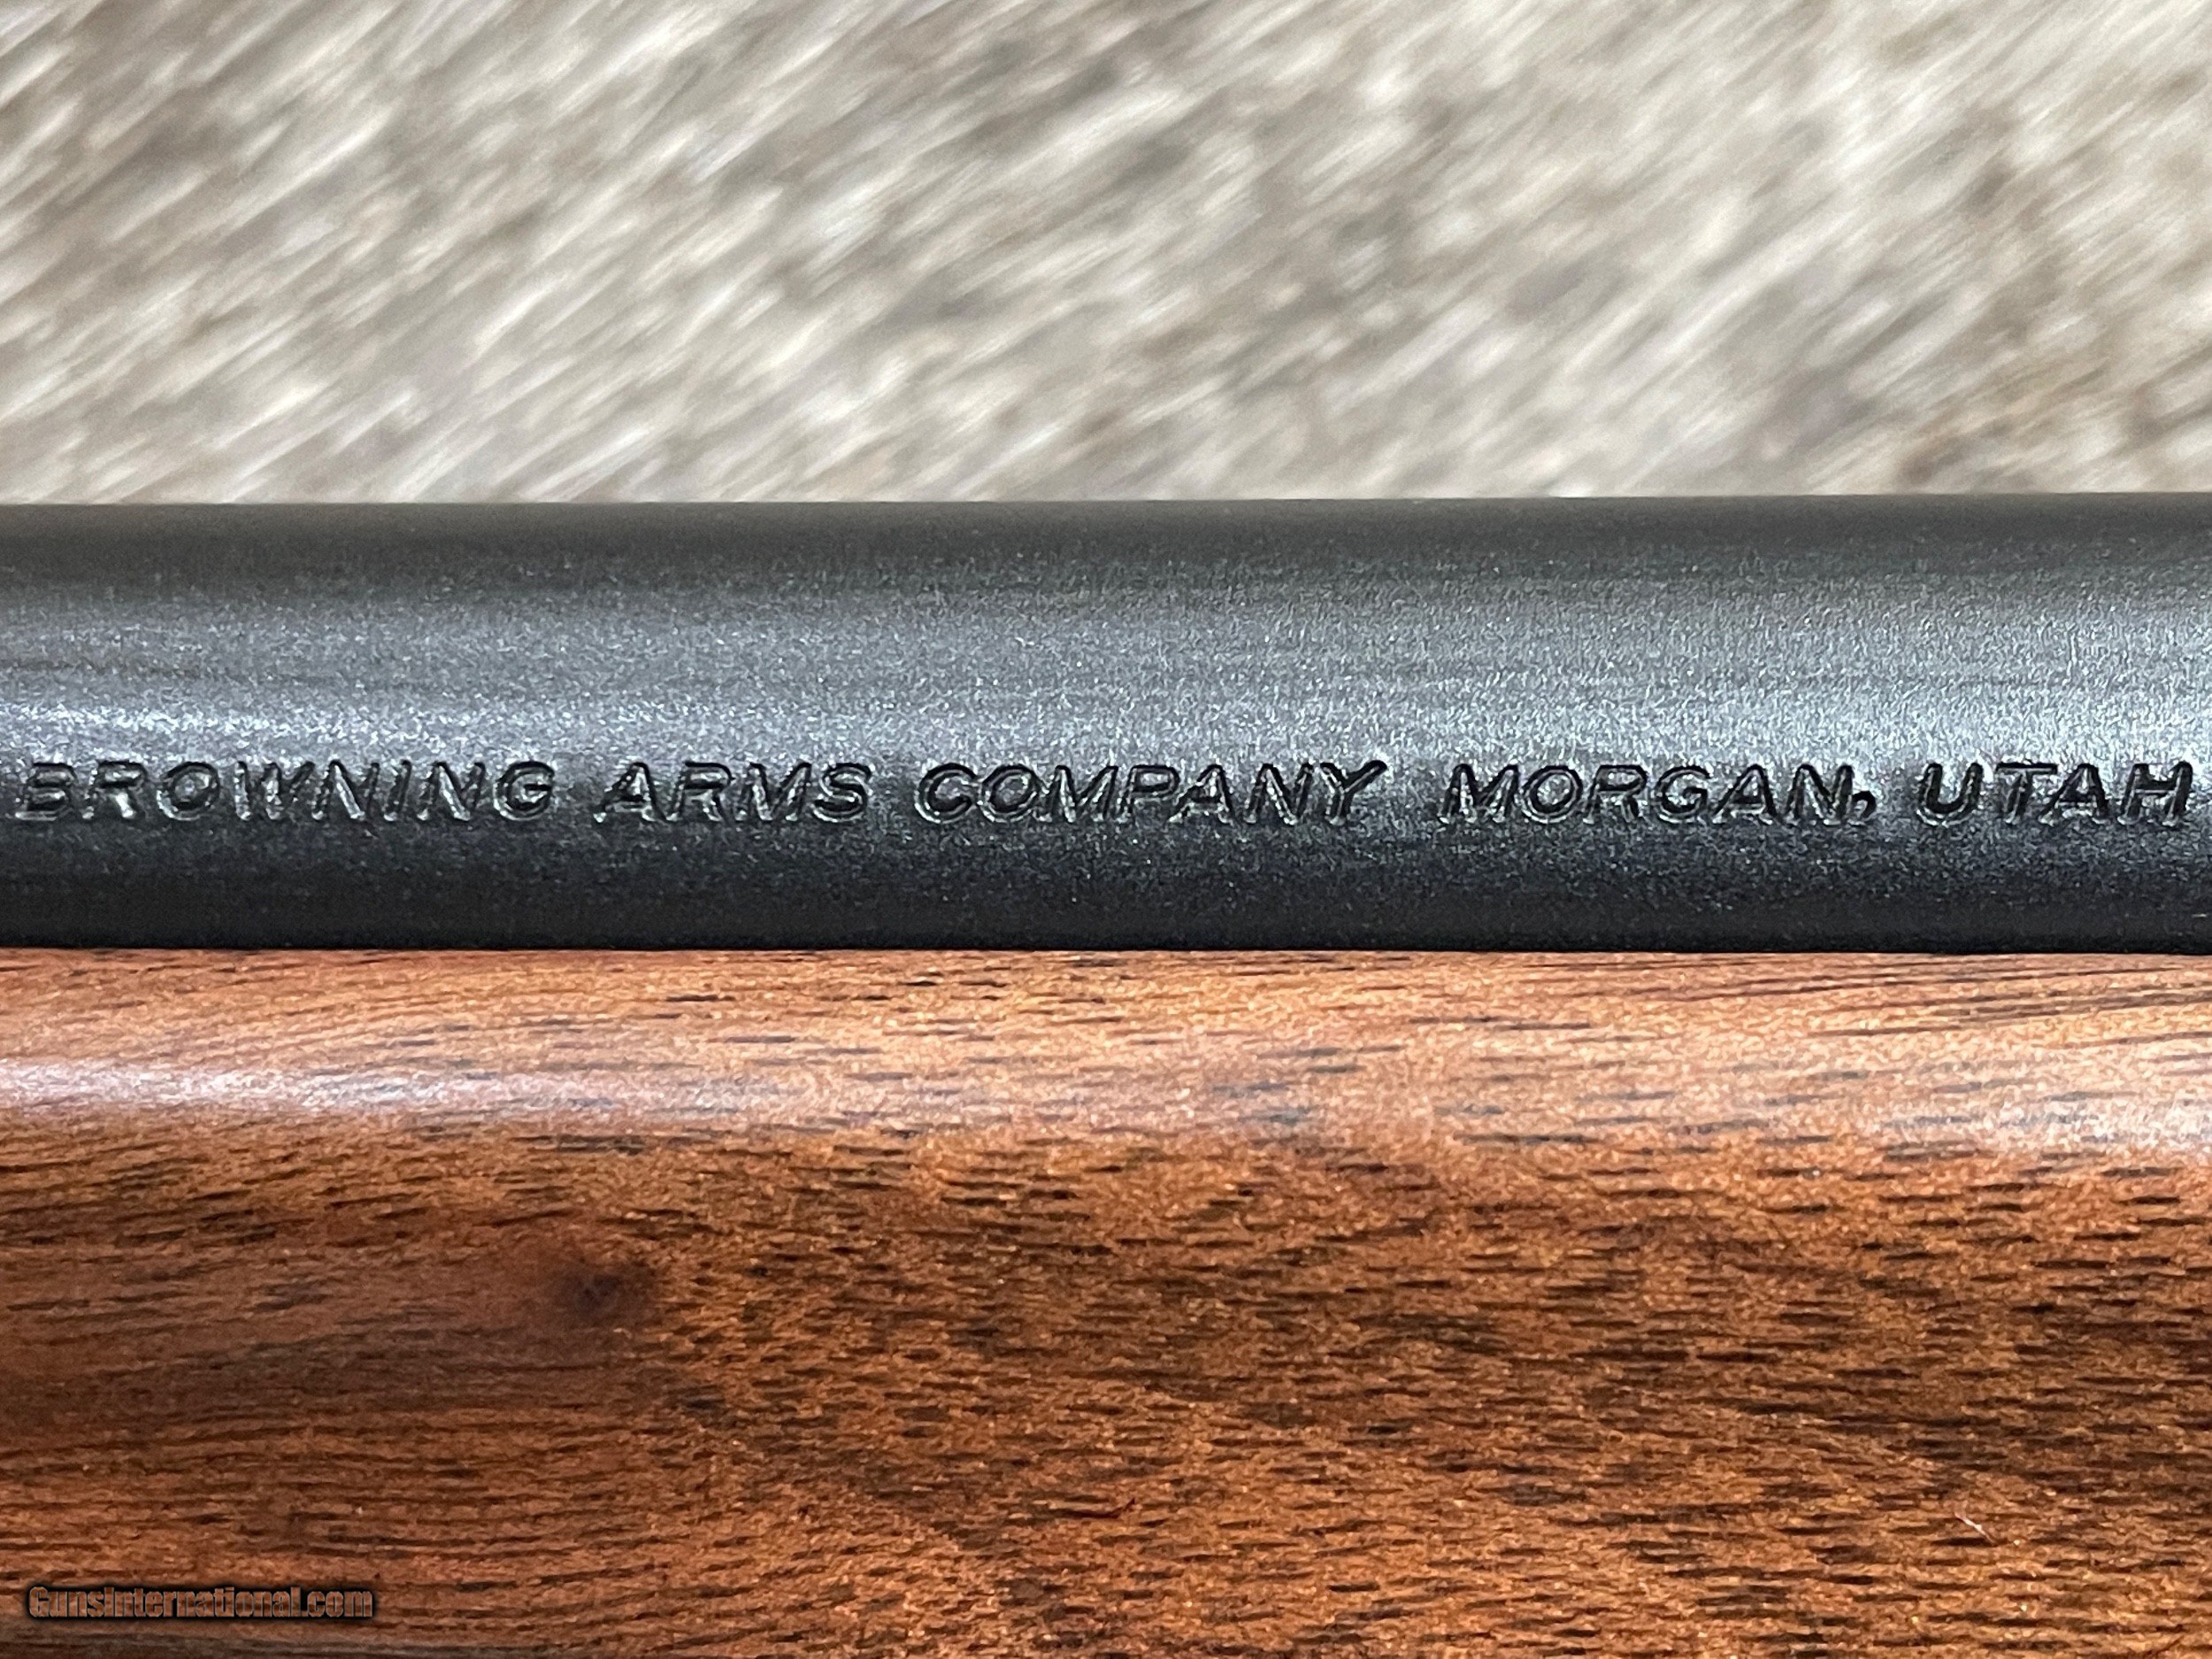 BROWNING ARMS COMPANY MORGAN, UTAH
GunsInternational.com